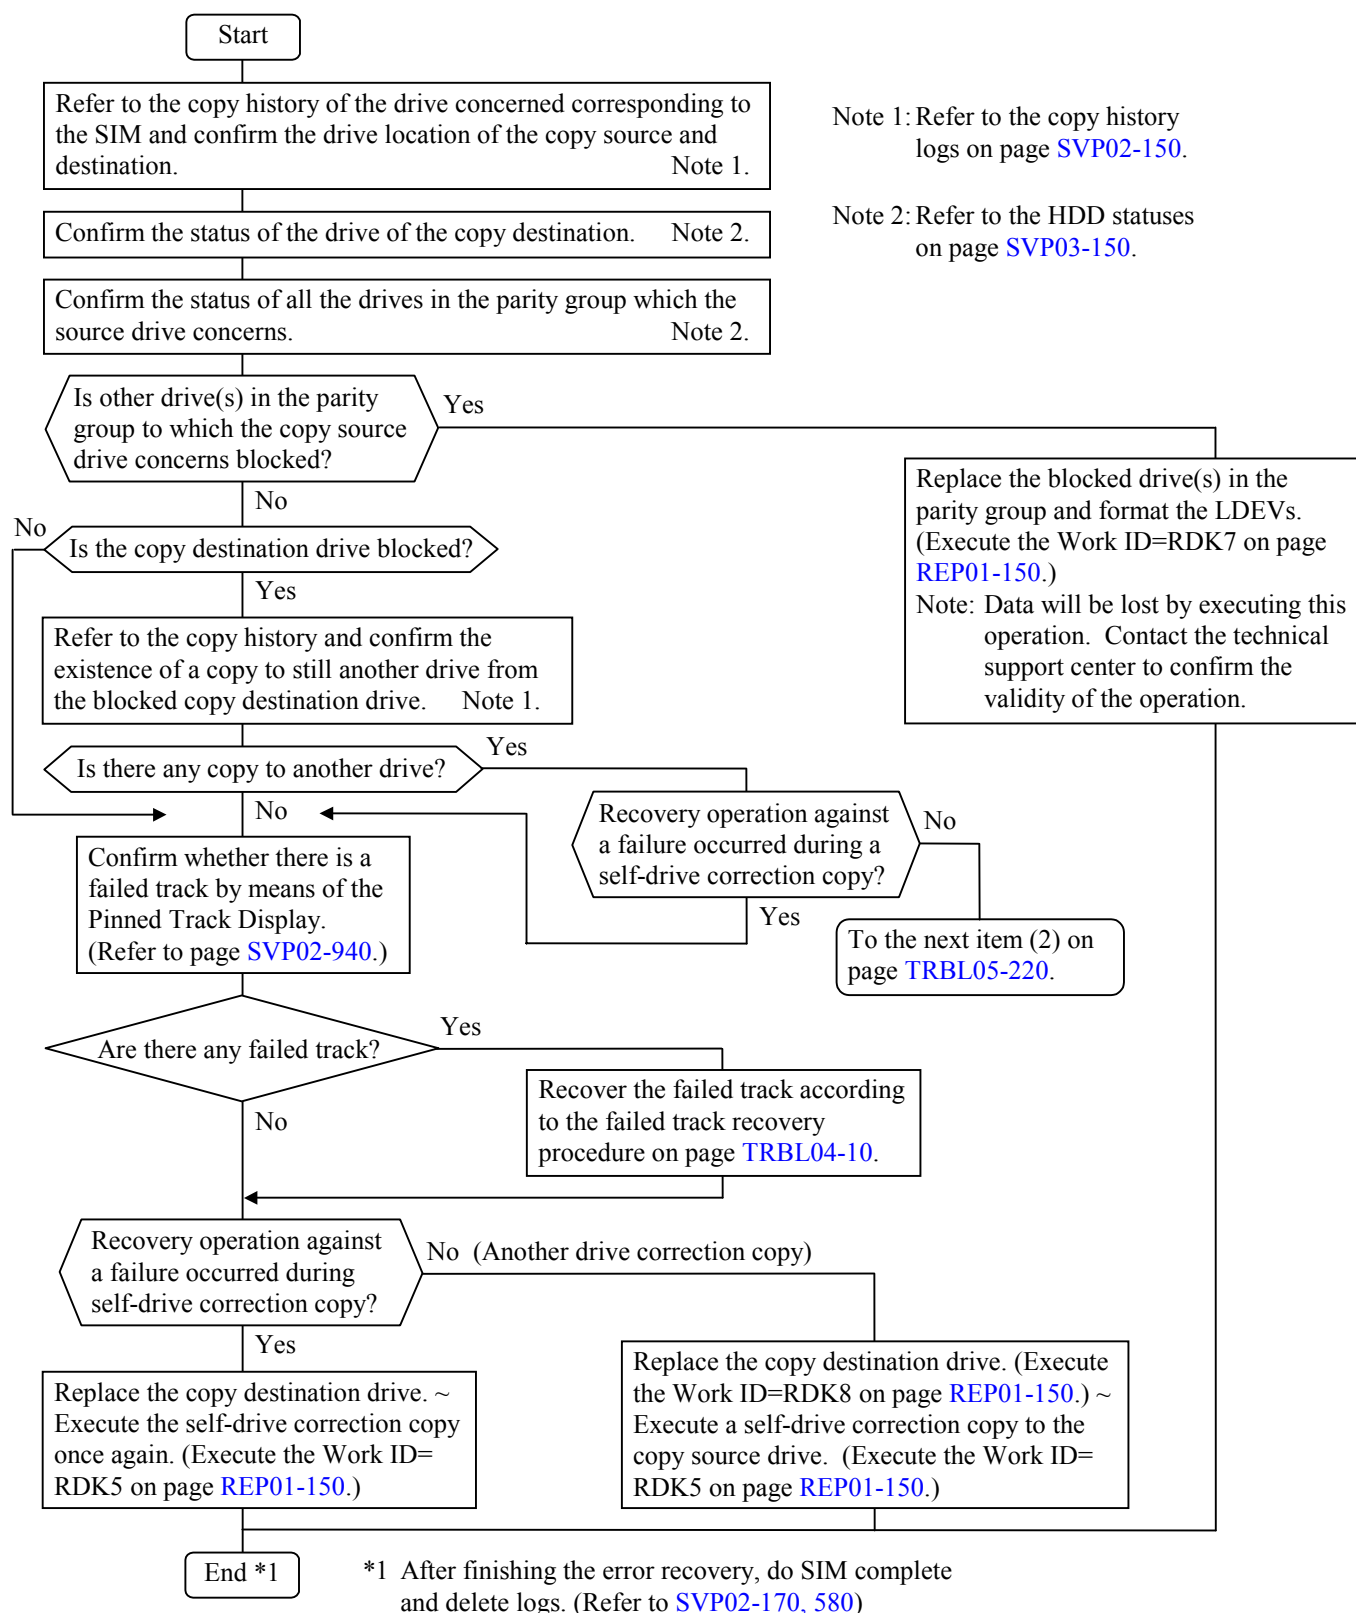 Start
Refer to the copy history of the drive concerned corresponding to
the SIM and confirm the drive location of the copy source and
destination. Note 1.
Note 1: Refer to the copy history
logs on page SVP02-150.
Confirm the status of the drive of the copy destination. Note 2.
Note 2: Refer to the HDD statuses
on page SVP03-150.
Confirm the status of all the drives in the parity group which the
source drive concerns. Note 2.
Is other drive(s) in the parity
group to which the copy source
drive concerns blocked?
Yes
No
Replace the blocked drive(s) in the
parity group and format the LDEVs.
(Execute the Work ID=RDK7 on page
REP01-150.)
Note: Data will be lost by executing this
operation. Contact the technical
support center to confirm the
validity of the operation.
No
Is the copy destination drive blocked?
Yes
Refer to the copy history and confirm the
existence of a copy to still another drive from
the blocked copy destination drive. Note 1.
Is there any copy to another drive?
Yes
No
Recovery operation against
a failure occurred during a
self-drive correction copy?
No
Yes
To the next item (2) on
page TRBL05-220.
Confirm whether there is a
failed track by means of the
Pinned Track Display.
(Refer to page SVP02-940.)
Are there any failed track?
Yes
No
Recover the failed track according
to the failed track recovery
procedure on page TRBL04-10.
Recovery operation against
a failure occurred during
self-drive correction copy?
No (Another drive correction copy)
Yes
Replace the copy destination drive. ~
Execute the self-drive correction copy
once again. (Execute the Work ID=
RDK5 on page REP01-150.)
Replace the copy destination drive. (Execute
the Work ID=RDK8 on page REP01-150.) ~
Execute a self-drive correction copy to the
copy source drive. (Execute the Work ID=
RDK5 on page REP01-150.)
End *1
*1 After finishing the error recovery, do SIM complete
and delete logs. (Refer to SVP02-170, 580)